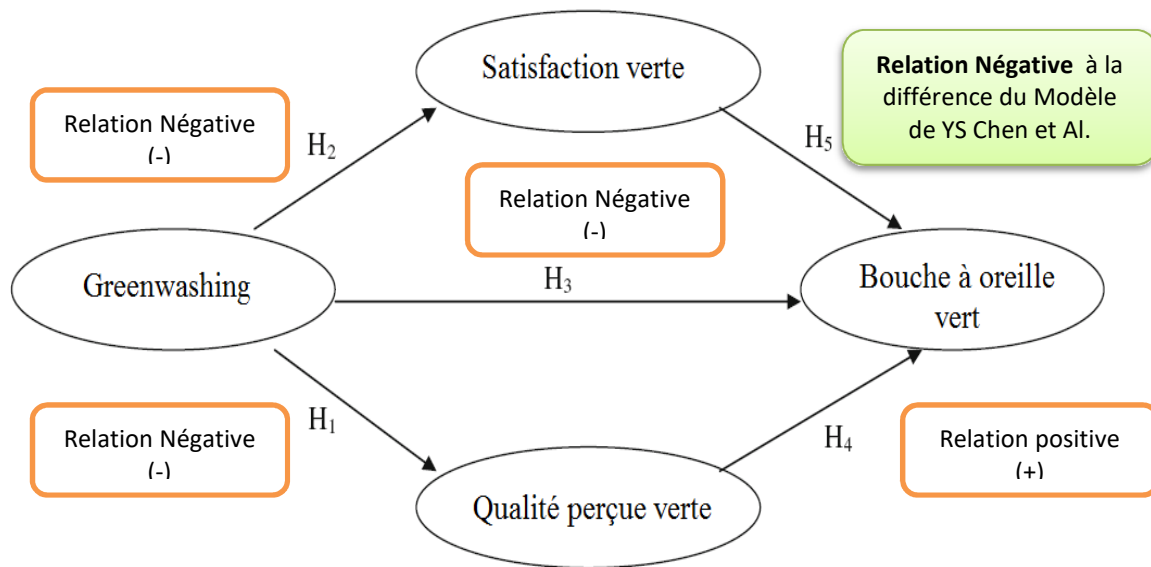 Satisfaction verte
Relation Négative à la
différence du Modèle
de YS Chen et Al.
Relation Négative
(-)
H2
H5
Relation Négative
(-)
Greenwashing
H3
Bouche à oreille
vert
Relation Négative
(-)
H1
H4
Relation positive
(+)
Qualité perçue verte